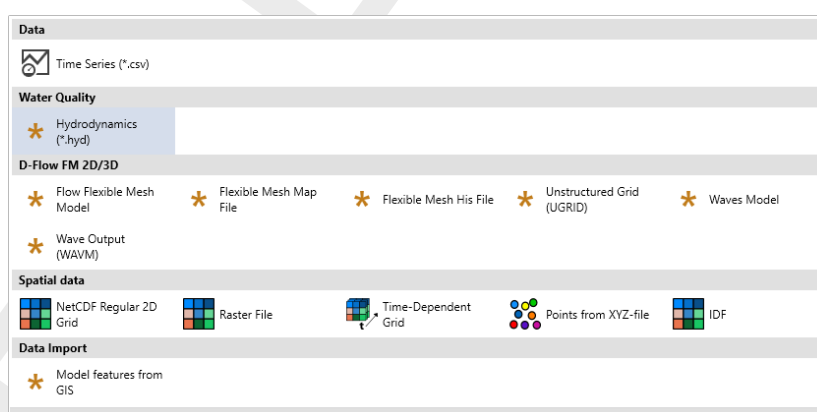 Data
Time Series (*.csv)
Water Quality
Hydrodynamics
(*.hyd)
D-Flow FM 2D/3D
Flow Flexible Mesh
Model
Flexible Mesh Map
File
Flexible Mesh His File
Unstructured Grid
(UGRID)
Waves Model
Wave Output
(WAVM)
Spatial data
NetCDF Regular 2D
Grid
Raster File
t
Time-Dependent
Grid
Points from XYZ-file
IDF
Data Import
Model features from
GIS